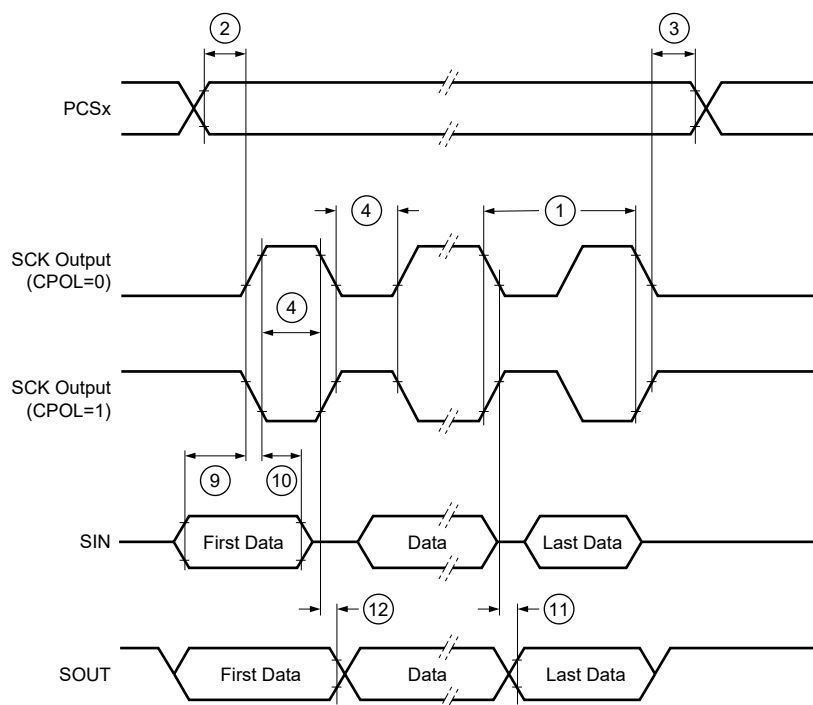 2
3
PCSx
4
1
SCK Output
(CPOL=0)
4
SCK Output
(CPOL=1)
9
10
SIN
First Data
Data
Last Data
12
11
SOUT
First Data
Data
Last Data